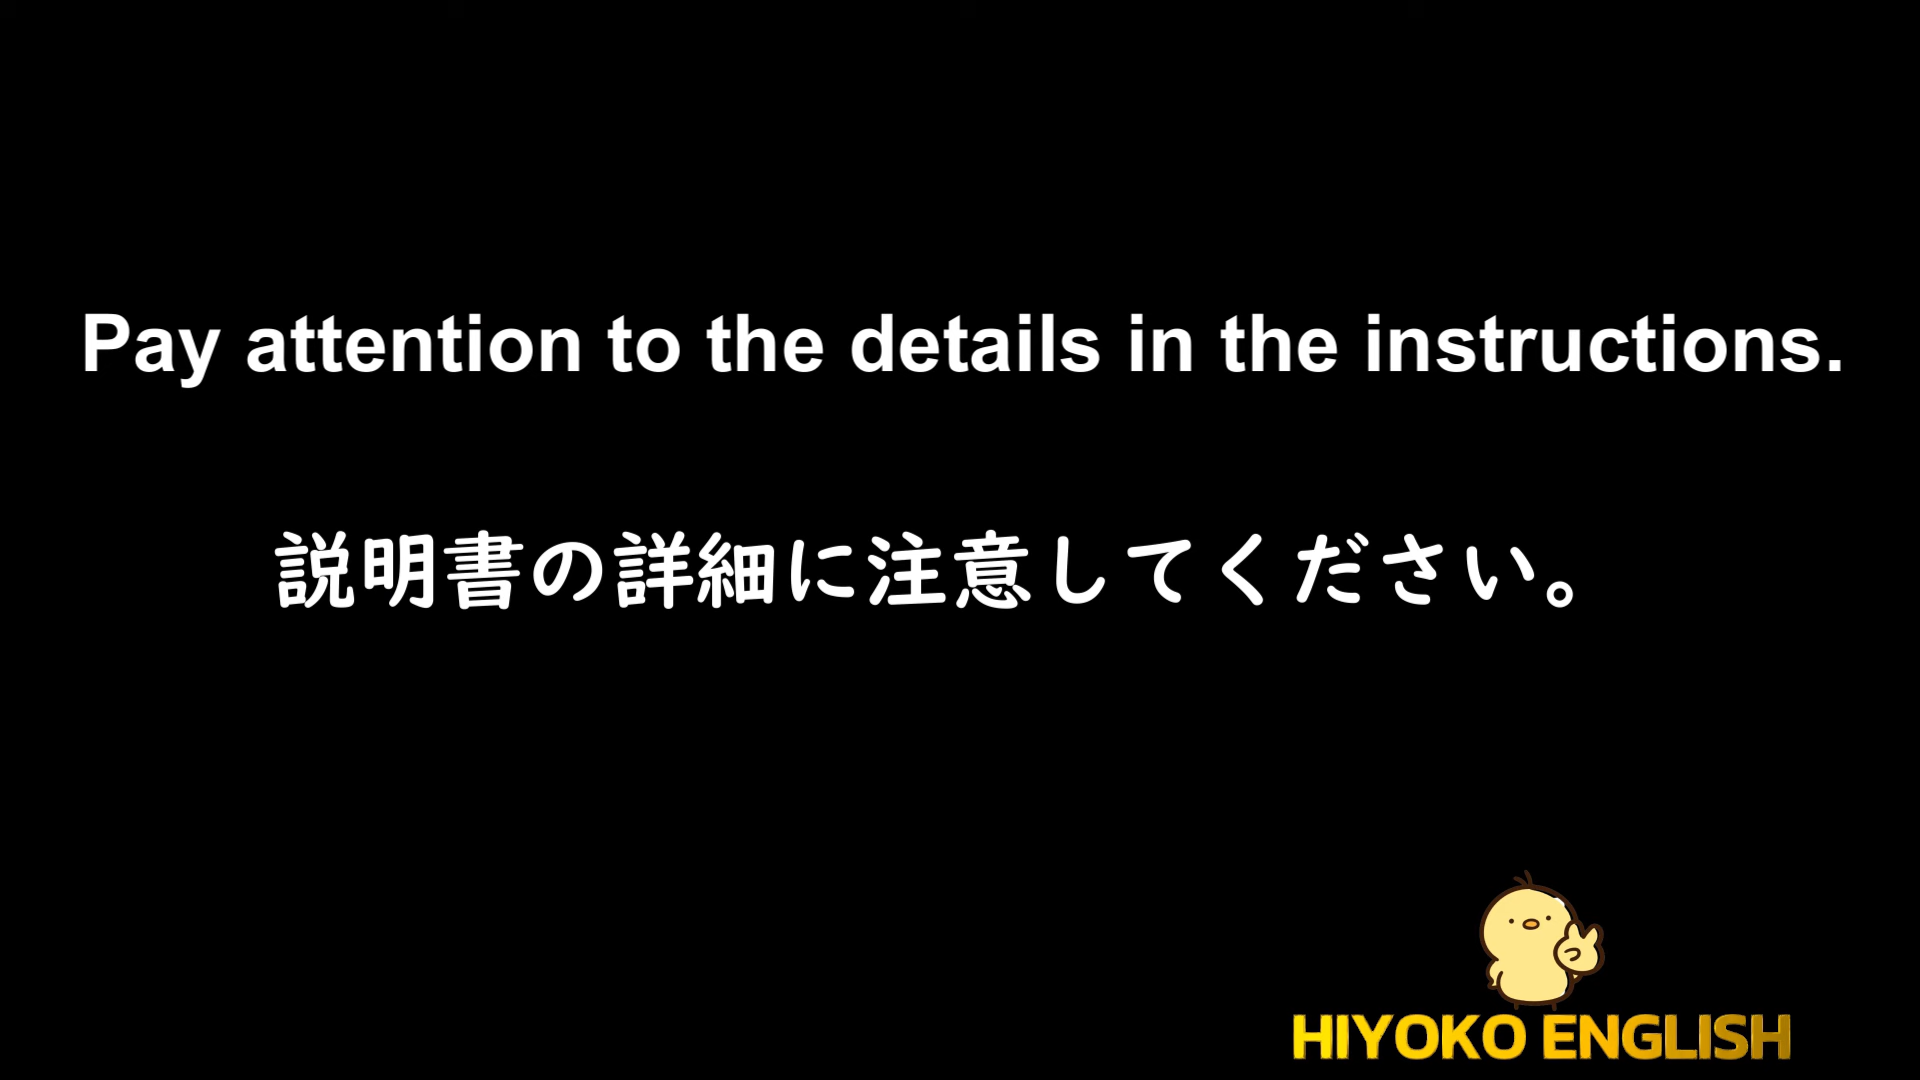 Pay attention to the details in the instructions.
説明書の詳細に注意してください。
HIYOKO ENGLISH